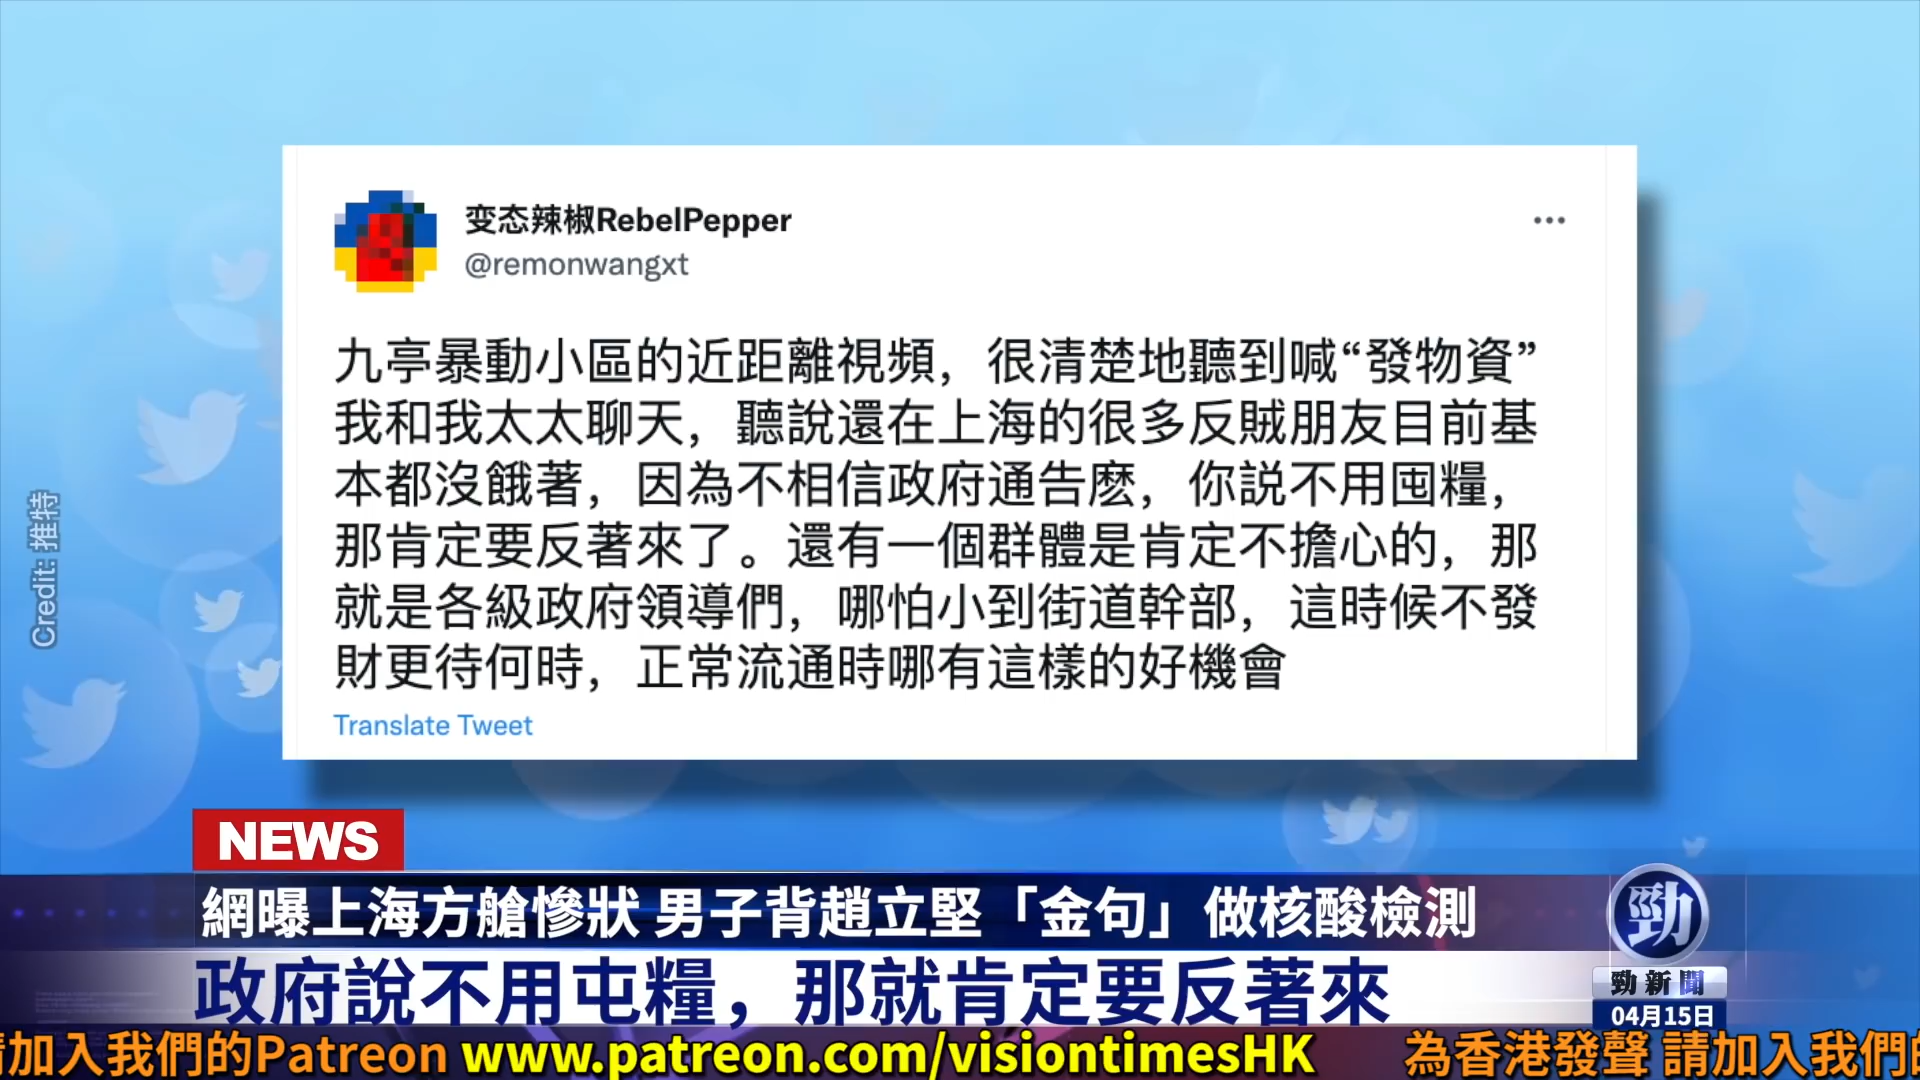 变态辣椒RebelPepper
@remonwangxt
九亭暴動小區的近距離視頻，很清楚地聽到喊“發物資”
我和我太太聊天，聽說還在上海的很多反賊朋友目前基
本都沒餓著，因為不相信政府通告麽，你説不用囤糧，
那肯定要反著來了。還有一個群體是肯定不擔心的，那
就是各級政府領導們，哪怕小到街道幹部，這時候不發
財更待何時，正常流通時哪有這樣的好機會
Translate Tweet
Credit: 推特
NEWS
網曝上海方艙慘狀 男子背趙立堅「金句」做核酸檢測
政府說不用屯糧，那就肯定要反著來
勁
勁新聞
04月15日
請加入我們的Patreon www.patreon.com/visiontimesHK 為香港發聲 請加入我們的